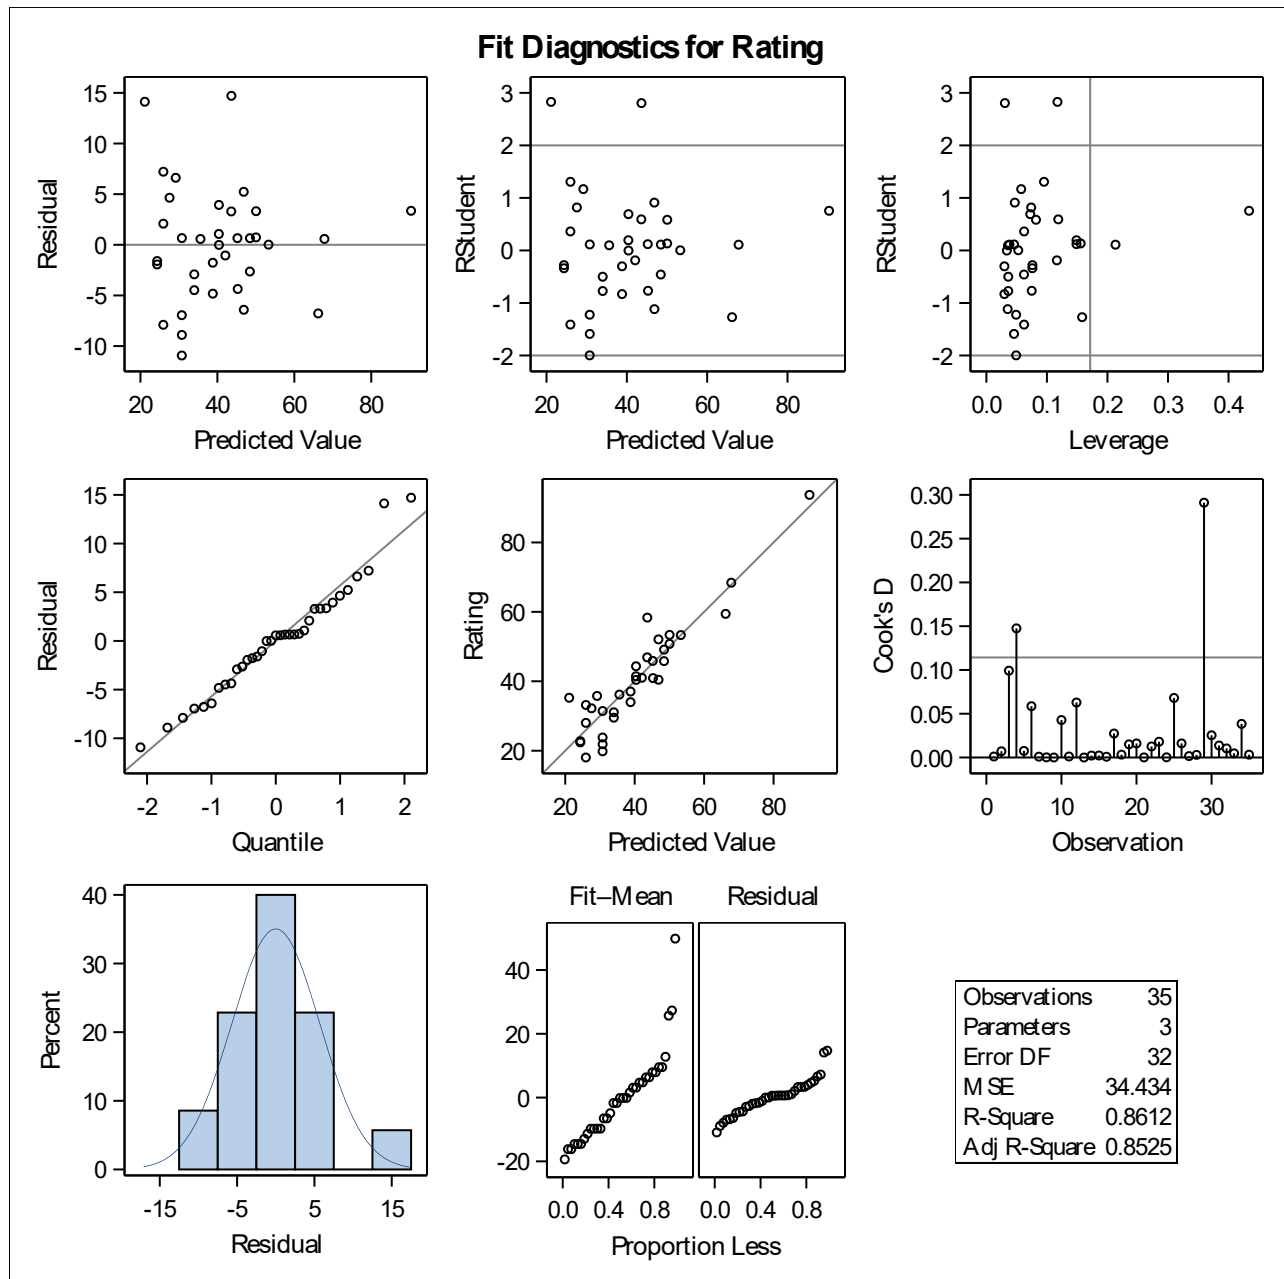 Fit Diagnostics for Rating
15
10
5
0
-5
-10
Residual
20 40 60 80
Predicted Value
3
2
1
0
-1
-2
RStudent
20 40 60 80
Predicted Value
3
2
1
0
-1
-2
RStudent
0.0 0.1 0.2 0.3 0.4
Leverage
15
10
5
0
-5
-10
Residual
-2 -1 0 1 2
Quantile
80
60
40
20
Rating
20 40 60 80
Predicted Value
0.30
0.25
0.20
0.15
0.10
0.05
0.00
Cook's D
0 10 20 30
Observation
40
30
20
10
0
Percent
-15 -5 5 15
Residual
Fit–Mean Residual
40
20
0
-20
0.0 0.4 0.8 0.0 0.4 0.8
Proportion Less
Observations 35
Parameters 3
Error DF 32
MSE 34.434
R-Square 0.8612
Adj R-Square 0.8525